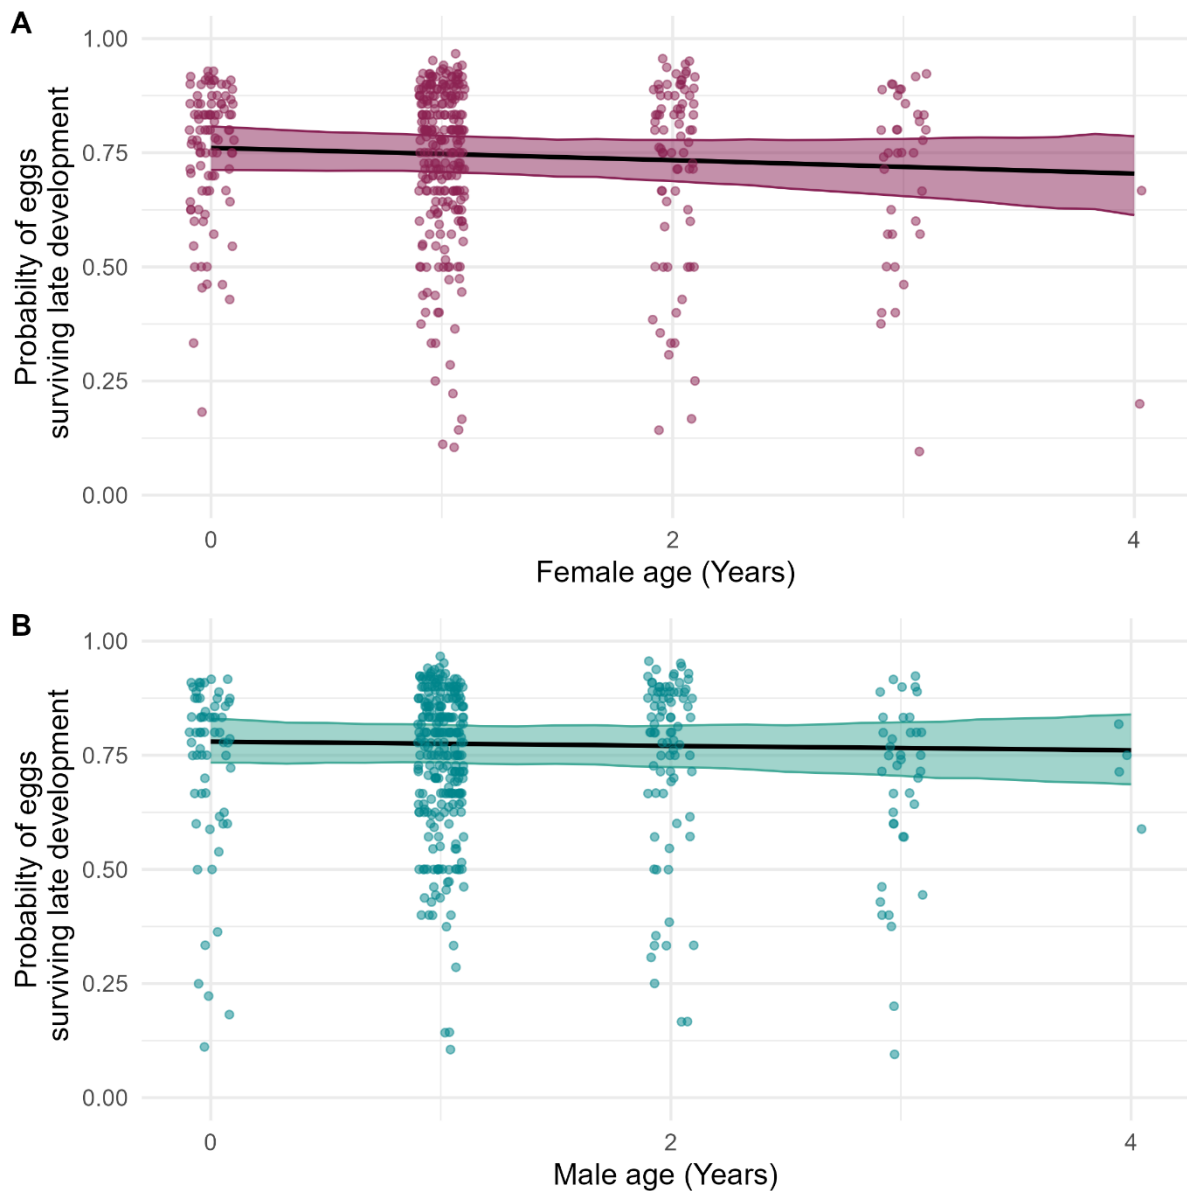 A
1.00
0.75
0.50
0.25
0.00
Probabilty of eggs
surviving late development
0 2 4
Female age (Years)
B
1.00
0.75
0.50
0.25
0.00
Probabilty of eggs
surviving late development
0 2 4
Male age (Years)